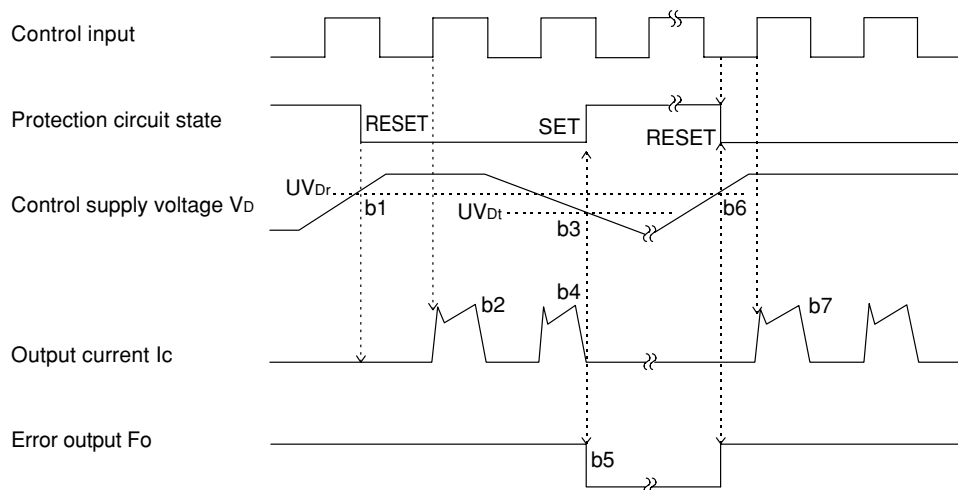 Control input
Protection circuit state
RESET
SET
RESET
Control supply voltage VD
UVDr
b1
UVDt
b3
b6
b2
b4
b7
Output current Ic
Error output Fo
b5